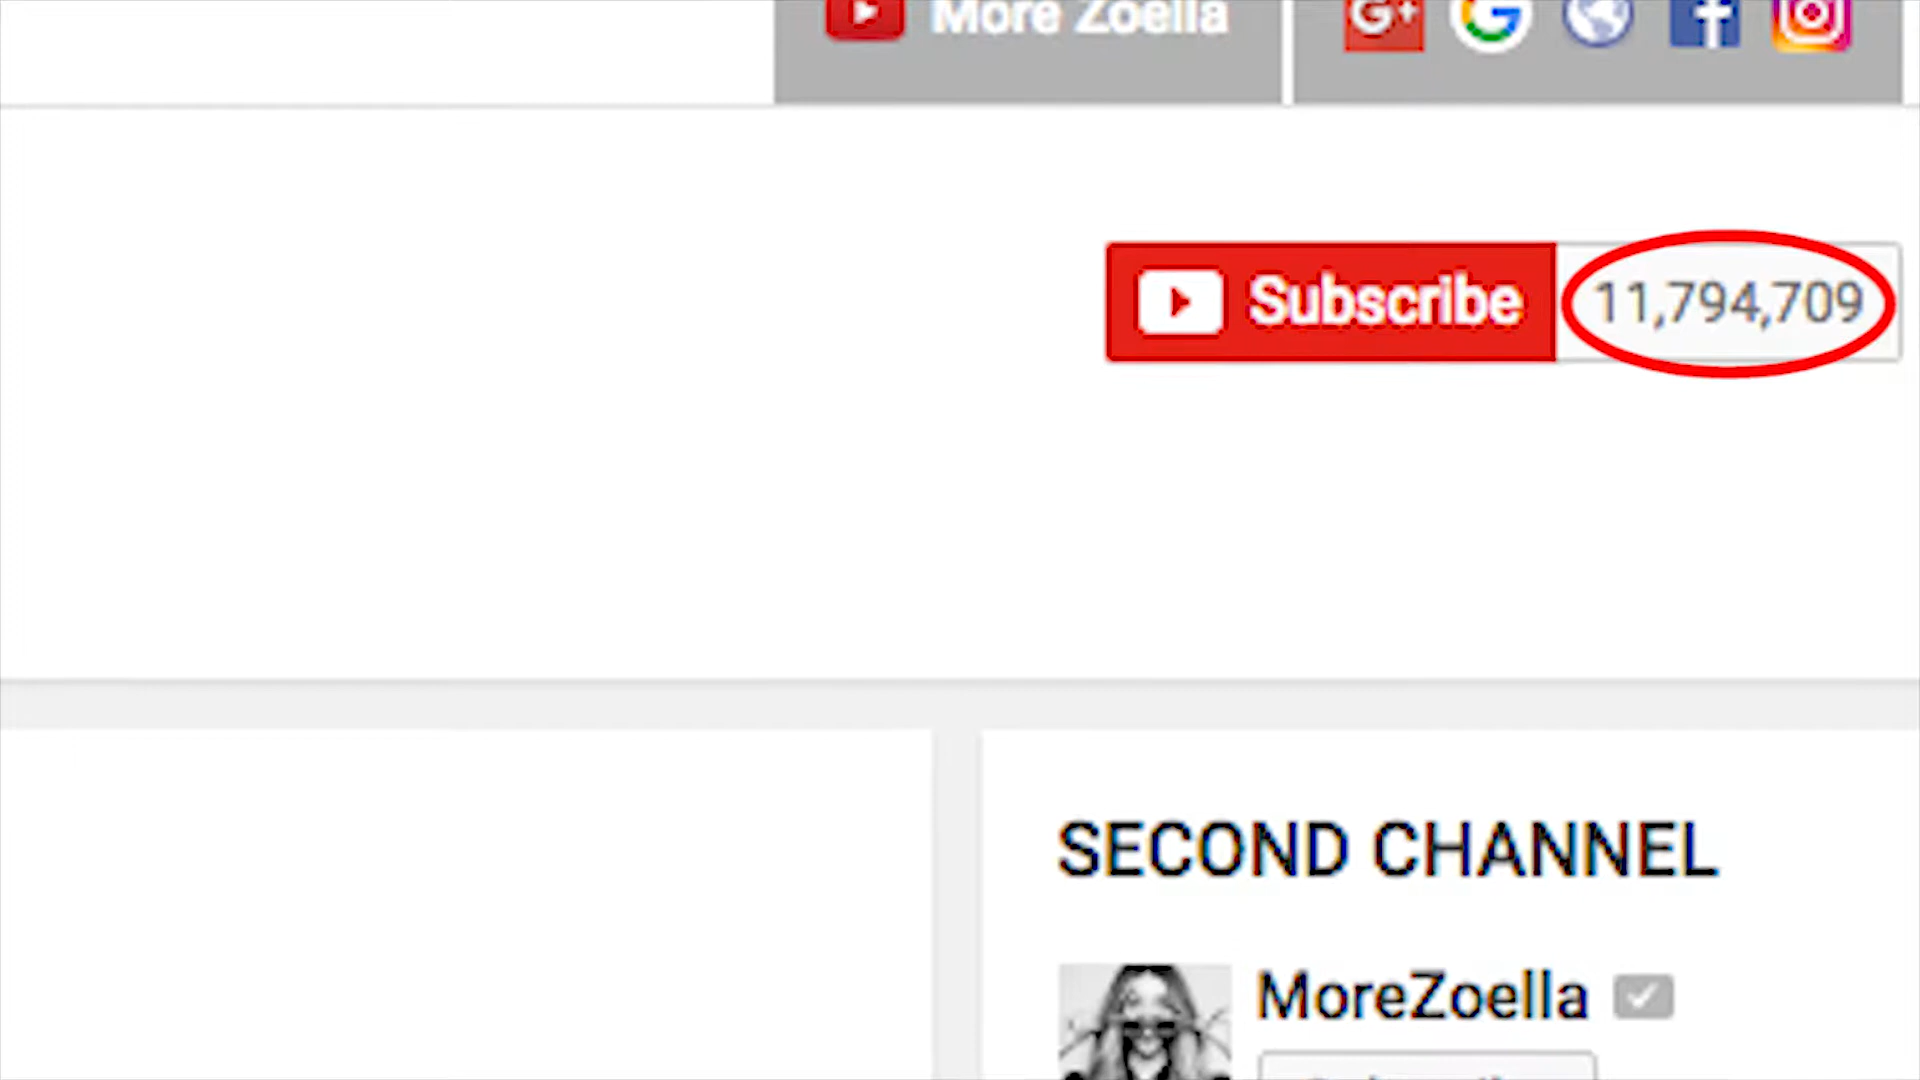 More Zoella
G+
Subscribe 11,794,709
SECOND CHANNEL
MoreZoella